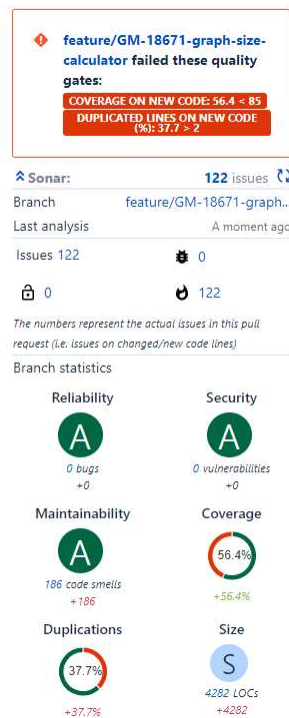 feature/GM-18671-graph-size-
calculator failed these quality
gates:
COVERAGE ON NEW CODE: 56.4 < 85
DUPLICATED LINES ON NEW CODE
(%): 37.7 > 2
Sonar: 122 issues
Branch feature/GM-18671-graph...
Last analysis A moment ago
Issues 122 0
0 122
The numbers represent the actual issues in this pull
request (i.e. issues on changed/new code lines)
Branch statistics
Reliability Security
A A
0 bugs 0 vulnerabilities
+0 +0
Maintainability Coverage
A 56.4%
186 code smells +56.4%
+186
Duplications Size
37.7% S
4282 LOCs
+37.7% +4282